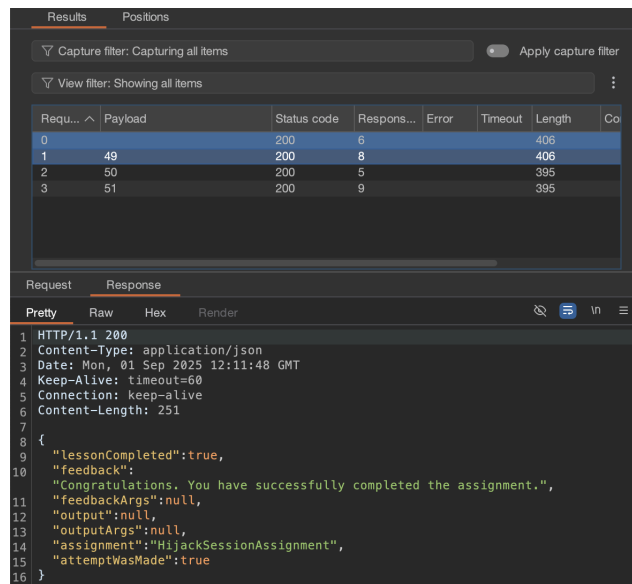 Results Positions
Capture filter: Capturing all items Apply capture filter
View filter: Showing all items
Requ... Payload Status code Respons... Error Timeout Length Co
0 200 6 406
1 49 200 8 406
2 50 200 5 395
3 51 200 9 395
Request Response
Pretty Raw Hex Render \n
1 HTTP/1.1 200
2 Content-Type: application/json
3 Date: Mon, 01 Sep 2025 12:11:48 GMT
4 Keep-Alive: timeout=60
5 Connection: keep-alive
6 Content-Length: 251
7
8 {
9 "lessonCompleted":true,
10 "feedback":
"Congratulations. You have successfully completed the assignment.",
11 "feedbackArgs":null,
12 "output":null,
13 "outputArgs":null,
14 "assignment":"HijackSessionAssignment",
15 "attemptWasMade":true
16 }